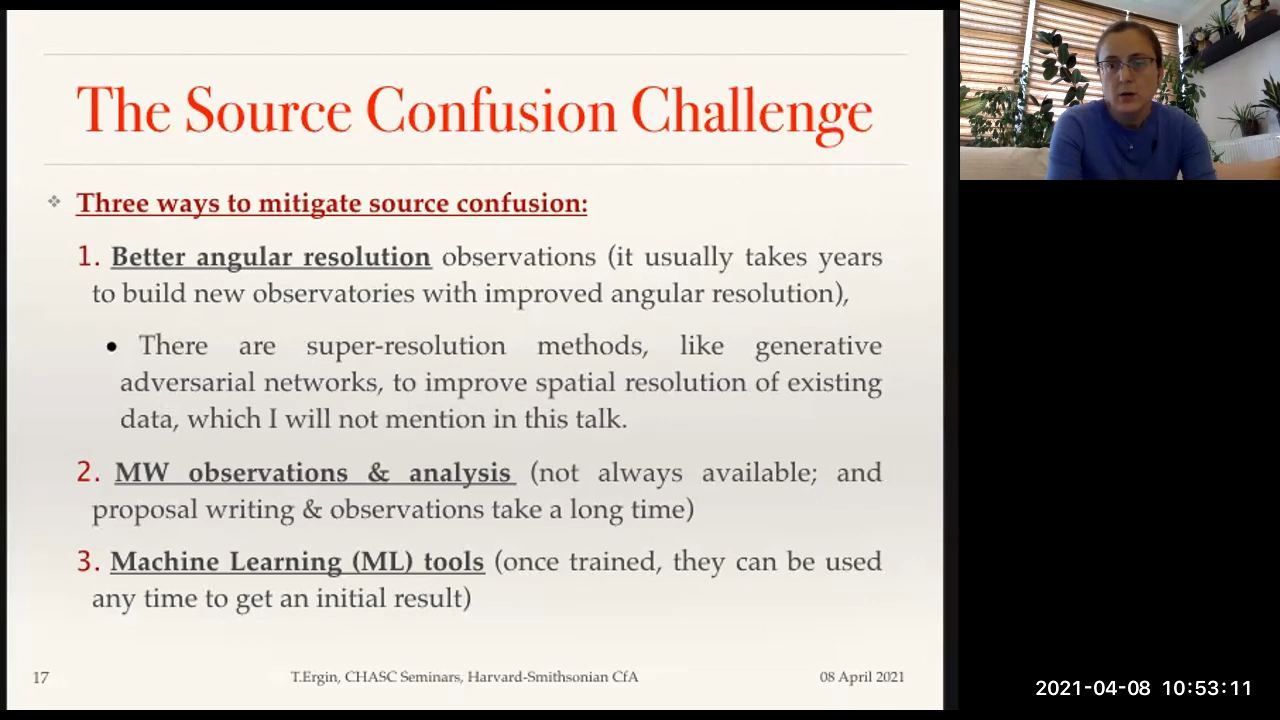 The Source Confusion Challenge
❖ Three ways to mitigate source confusion:
1. Better angular resolution observations (it usually takes years
to build new observatories with improved angular resolution),
• There are super-resolution methods, like generative
adversarial networks, to improve spatial resolution of existing
data, which I will not mention in this talk.
2. MW observations & analysis (not always available; and
proposal writing & observations take a long time)
3. Machine Learning (ML) tools (once trained, they can be used
any time to get an initial result)
17 T.Ergin, CHASC Seminars, Harvard-Smithsonian CfA 08 April 2021
2021-04-08 10:53:11